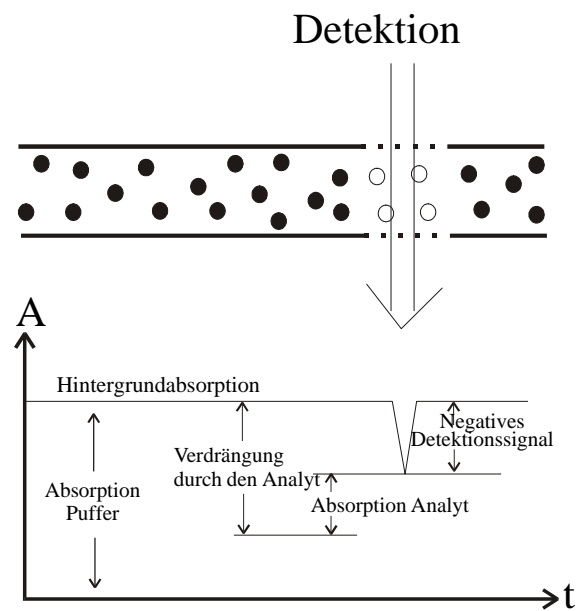 Detektion
A
Hintergrundabsorption
Negatives
Detektionssignal
Verdrängung
durch den Analyt
Absorption
Puffer
Absorption Analyt
t